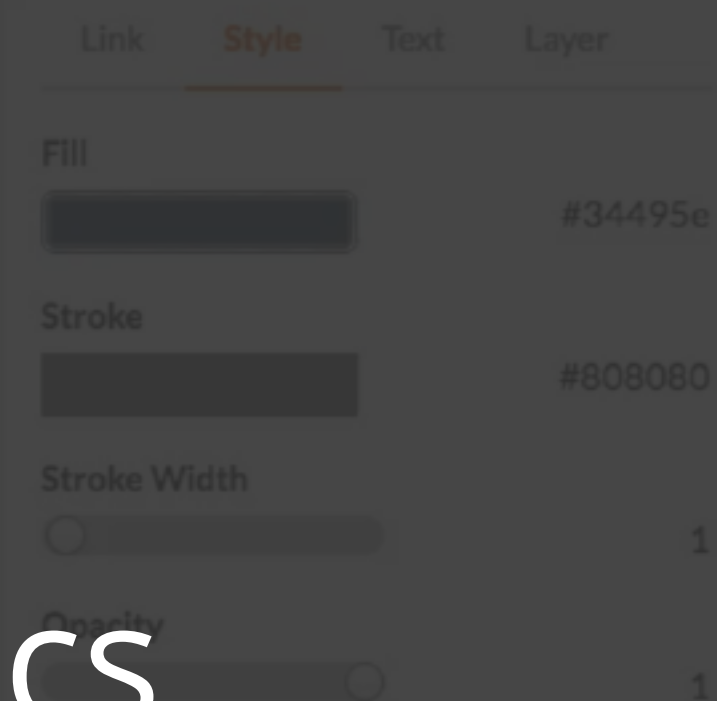 Link Style Text Layer
Fill
#34495e
Stroke
#808080
Stroke Width
1
Opacity
1
cs